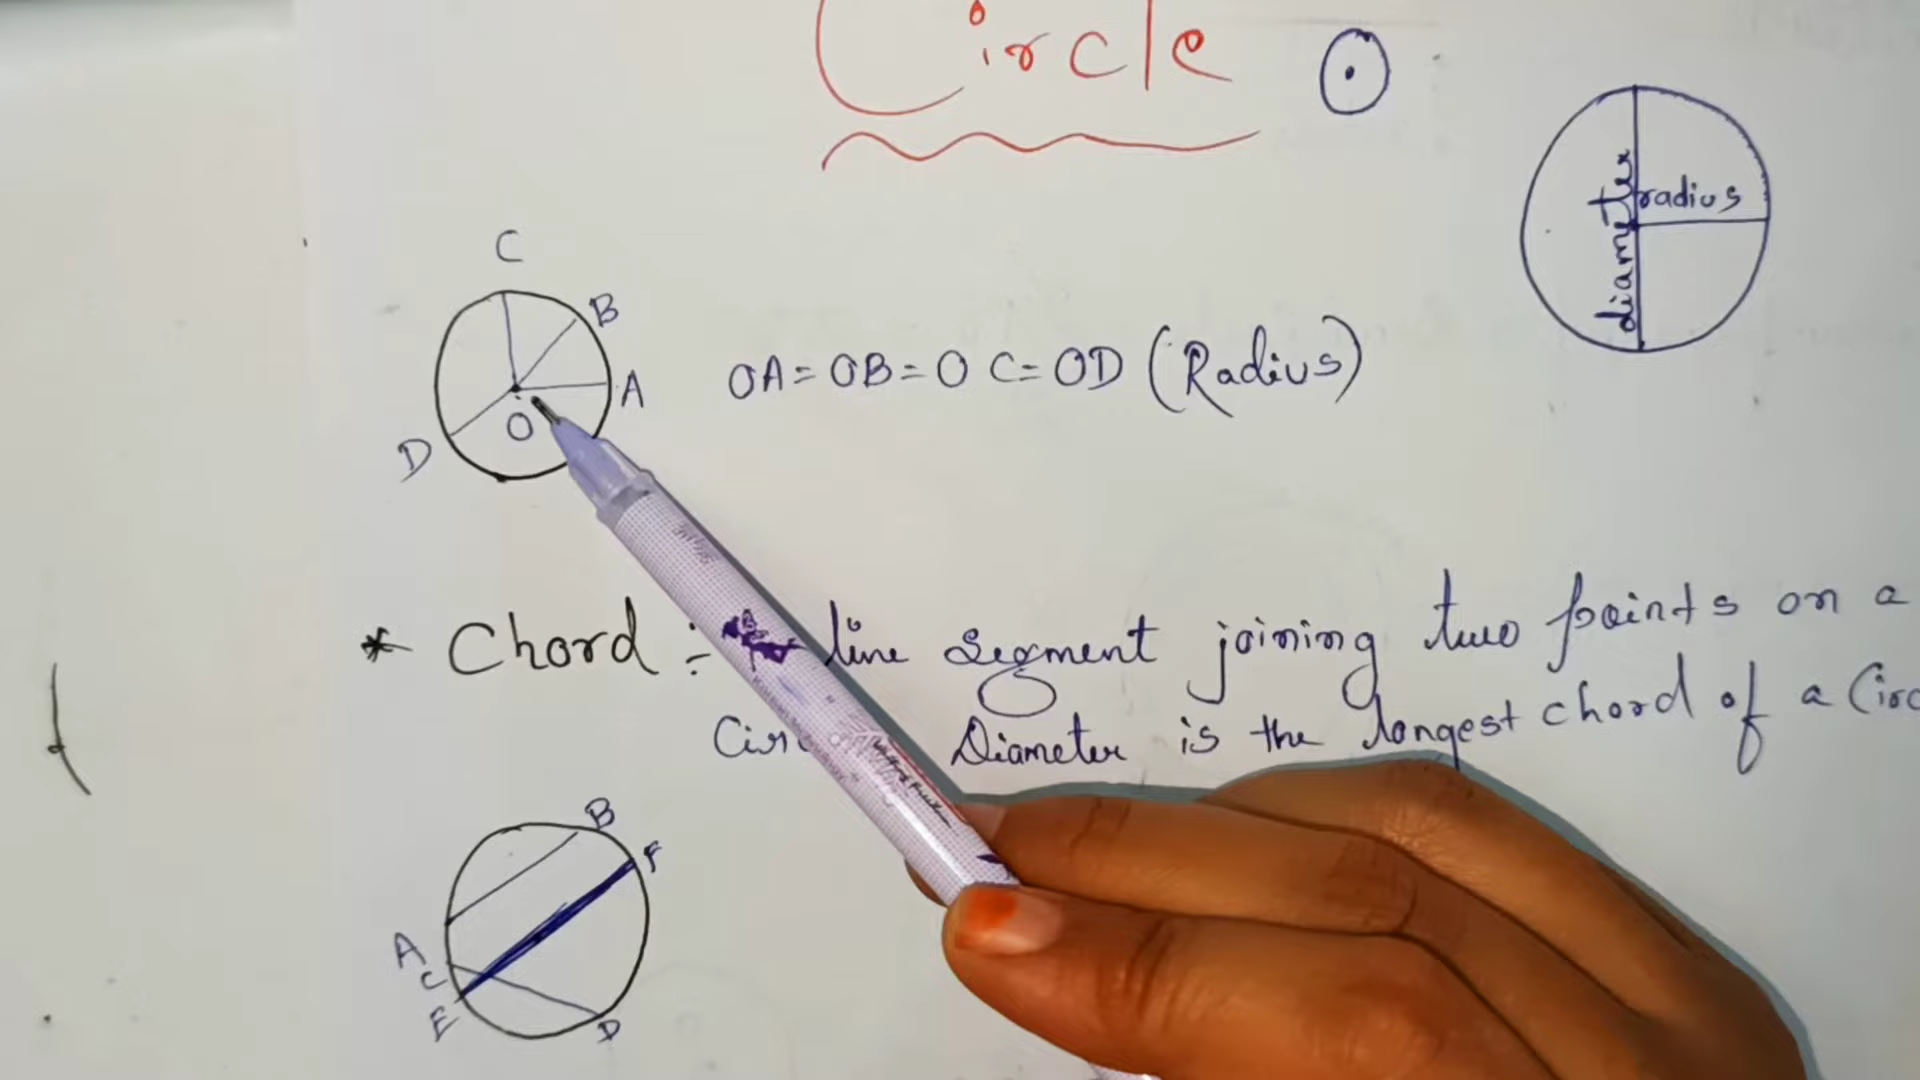 Circle
diameter
radius
C
B
A
O
D
OA = OB = OC = OD (Radius)
* Chord :- line segment joining two points on a
Diameter is the longest chord of a
B
F
A
C
E
D